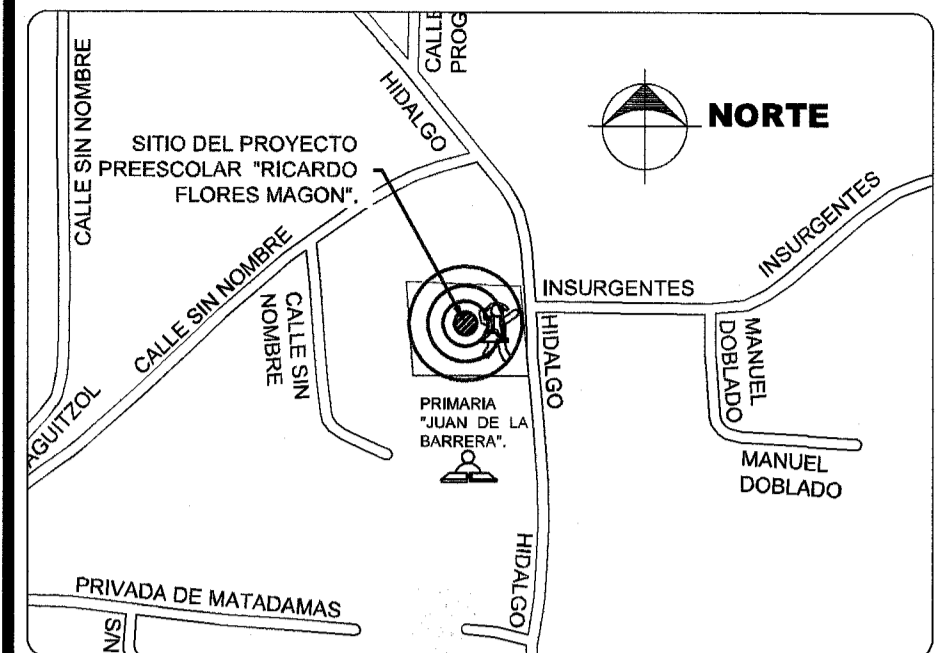 CALLE SIN NOMBRE
CALLE
PROG
HIDALGO
NORTE
SITIO DEL PROYECTO
PREESCOLAR "RICARDO
FLORES MAGON".
INSURGENTES
CALLE SIN NOMBRE
CALLE SIN
NOMBRE
INSURGENTES
HIDALGO
MANUEL
DOBLADO
AGUITZOL
PRIMARIA
"JUAN DE LA
BARRERA".
MANUEL
DOBLADO
HIDALGO
PRIVADA DE MATADAMAS
S/N